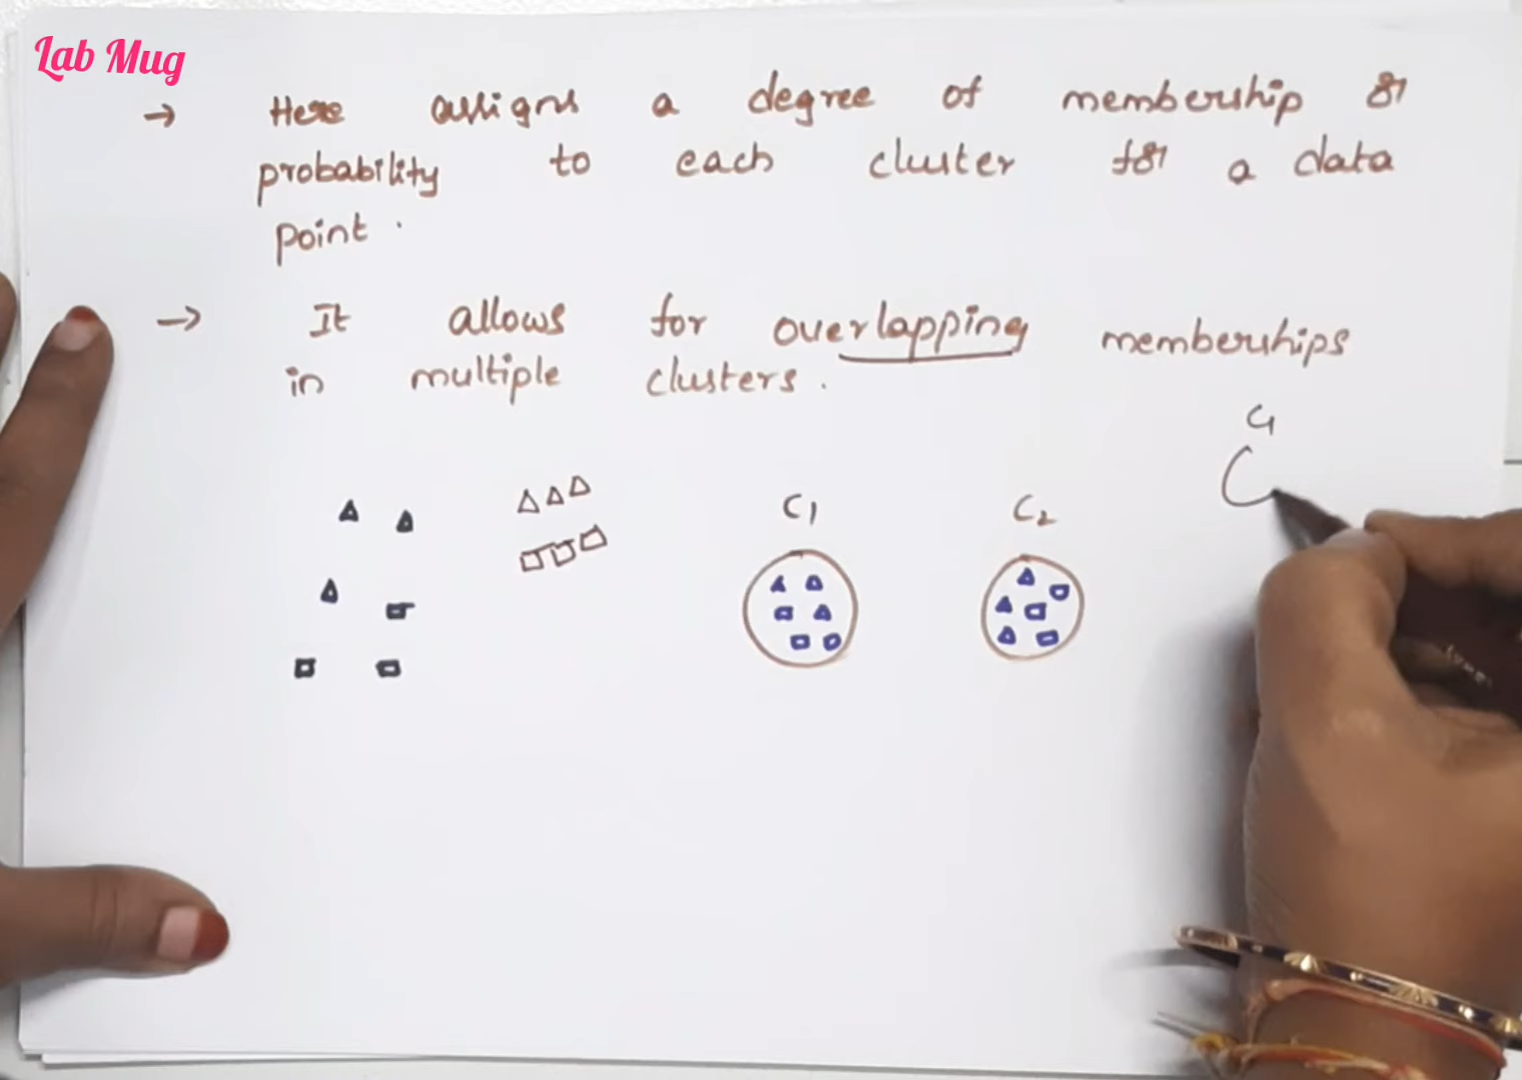 Lab Mug
→ Here assigns a degree of membership or
probability to each cluster for a data
point.
→ It allows for overlapping memberships
in multiple clusters.
C1
C1 C2